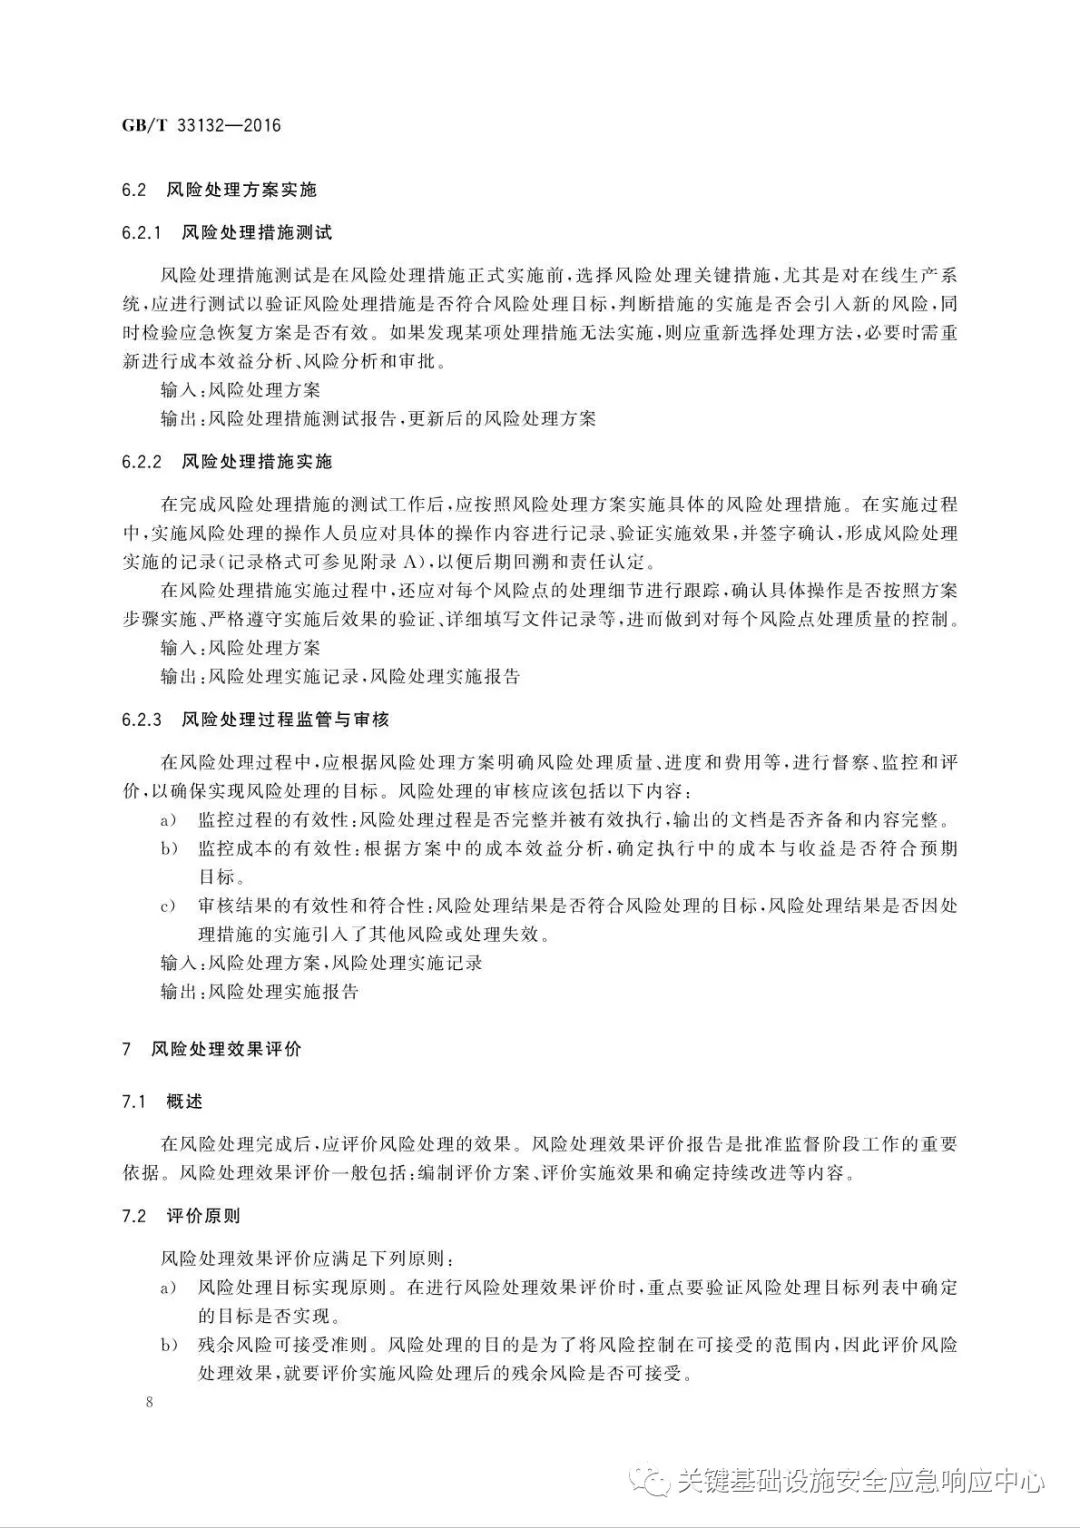 GB/T 33132—2016
6.2 风险处理方案实施
6.2.1 风险处理措施测试
风险处理措施测试是在风险处理措施正式实施前,选择风险处理关键措施,尤其是对在线生产系
统,应进行测试以验证风险处理措施是否符合风险处理目标,判断措施的实施是否会引入新的风险,同
时检验应急恢复方案是否有效。如果发现某项处理措施无法实施,则应重新选择处理方法,必要时需重
新进行成本效益分析、风险分析和审批。
输入:风险处理方案
输出:风险处理措施测试报告,更新后的风险处理方案
6.2.2 风险处理措施实施
在完成风险处理措施的测试工作后,应按照风险处理方案实施具体的风险处理措施。在实施过程
中,实施风险处理的操作人员应对具体的操作内容进行记录、验证实施效果,并签字确认,形成风险处理
实施的记录(记录格式可参见附录 A),以便后期回溯和责任认定。
在风险处理措施实施过程中,还应对每个风险点的处理细节进行跟踪,确认具体操作是否按照方案
步骤实施、严格遵守实施后效果的验证、详细填写文件记录等,进而做到对每个风险点处理质量的控制。
输入:风险处理方案
输出:风险处理实施记录,风险处理实施报告
6.2.3 风险处理过程监管与审核
在风险处理过程中,应根据风险处理方案明确风险处理质量、进度和费用等,进行督察、监控和评
价,以确保实现风险处理的目标。风险处理的审核应该包括以下内容:
a) 监控过程的有效性:风险处理过程是否完整并被有效执行,输出的文档是否齐备和内容完整。
b) 监控成本的有效性:根据方案中的成本效益分析,确定执行中的成本与收益是否符合预期
目标。
c) 审核结果的有效性和符合性:风险处理结果是否符合风险处理的目标,风险处理结果是否因处
理措施的实施引入了其他风险或处理失效。
输入:风险处理方案,风险处理实施记录
输出:风险处理实施报告
7 风险处理效果评价
7.1 概述
在风险处理完成后,应评价风险处理的效果。风险处理效果评价报告是批准监督阶段工作的重要
依据。风险处理效果评价一般包括:编制评价方案、评价实施效果和确定持续改进等内容。
7.2 评价原则
风险处理效果评价应满足下列原则:
a) 风险处理目标实现原则。在进行风险处理效果评价时,重点要验证风险处理目标列表中确定
的目标是否实现。
b) 残余风险可接受准则。风险处理的目的是为了将风险控制在可接受的范围内,因此评价风险
处理效果,就要评价实施风险处理后的残余风险是否可接受。
8
关键基础设施安全应急响应中心